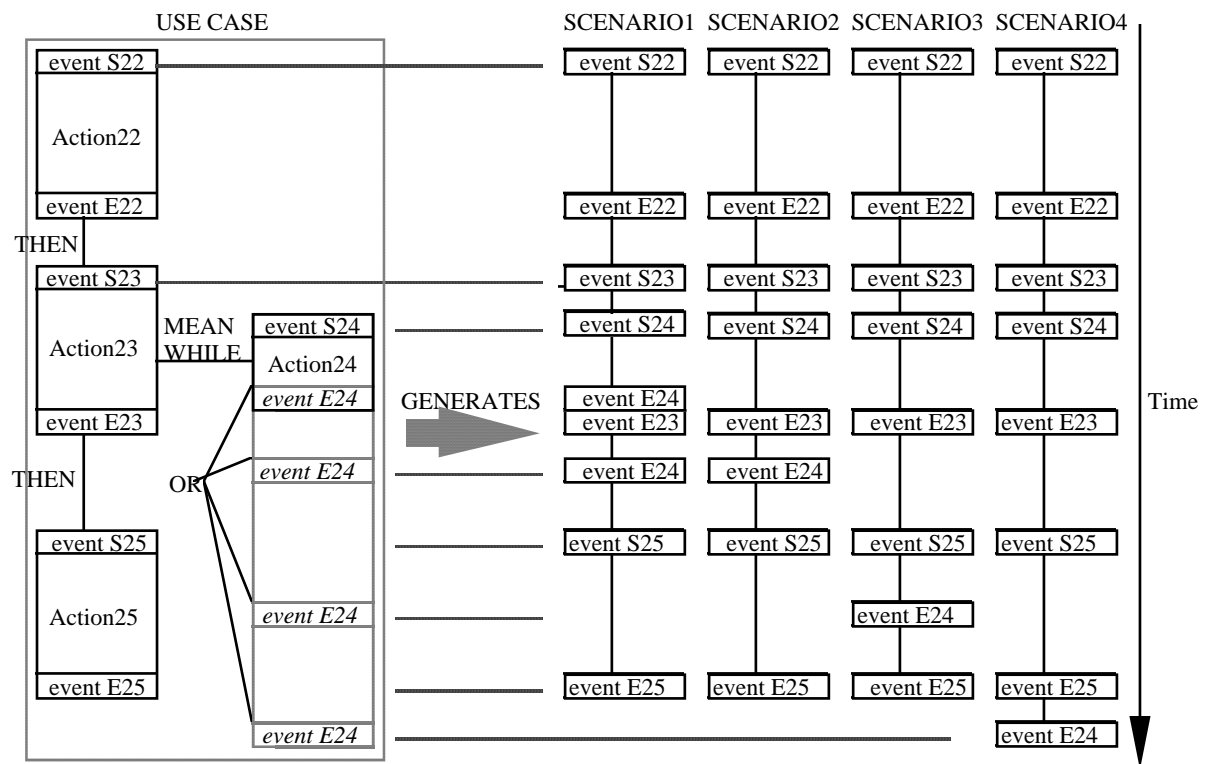 USE CASE
SCENARIO1 SCENARIO2 SCENARIO3 SCENARIO4
event S22
Action22
event E22
THEN
event S23
Action23
event E23
MEAN
WHILE
event S24
Action24
event E24
THEN
OR
event E24
event S25
Action25
event E25
event E24
event E24
GENERATES
event S22 event S22 event S22 event S22
event E22 event E22 event E22 event E22
event S23 event S23 event S23 event S23
event S24 event S24 event S24 event S24
event E24
event E23 event E23 event E23 event E23
event E24 event E24
event S25 event S25 event S25 event S25
event E24
event E25 event E25 event E25 event E25
event E24
Time